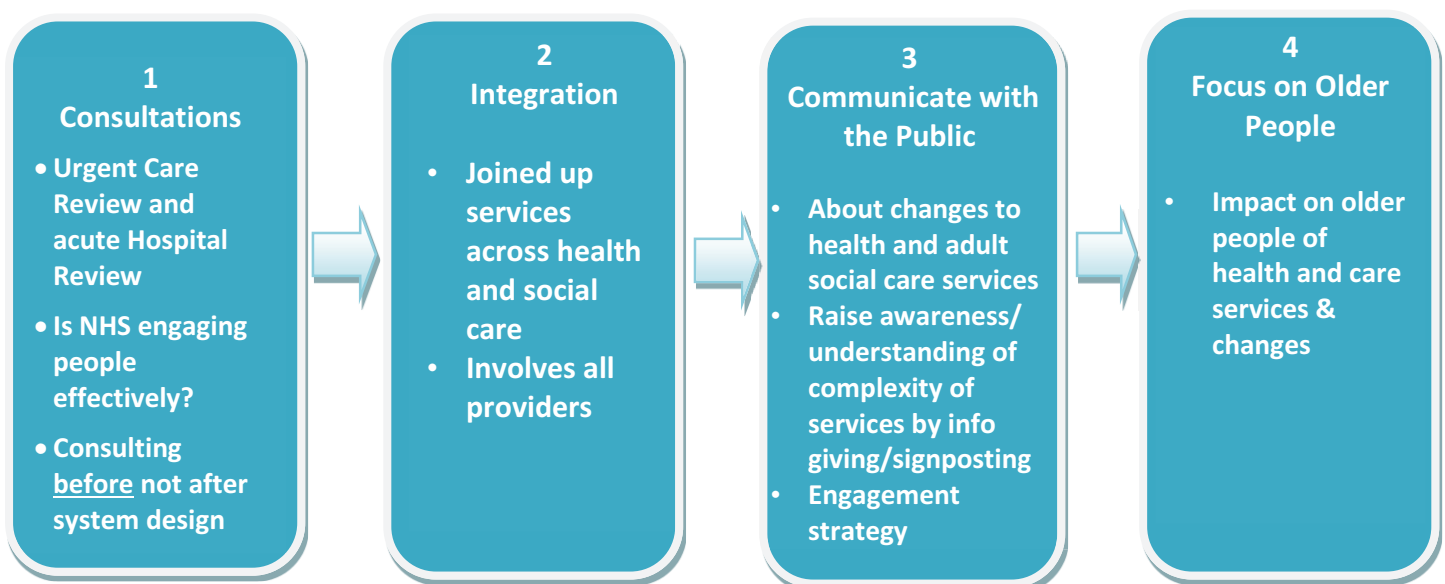 1
Consultations
• Urgent Care
Review and
acute Hospital
Review
• Is NHS engaging
people
effectively?
• Consulting
before not after
system design
2
Integration
• Joined up
services
across health
and social
care
• Involves all
providers
3
Communicate with
the Public
• About changes to
health and adult
social care services
• Raise awareness/
understanding of
complexity of
services by info
giving/signposting
• Engagement
strategy
4
Focus on Older
People
• Impact on older
people of
health and care
services &
changes